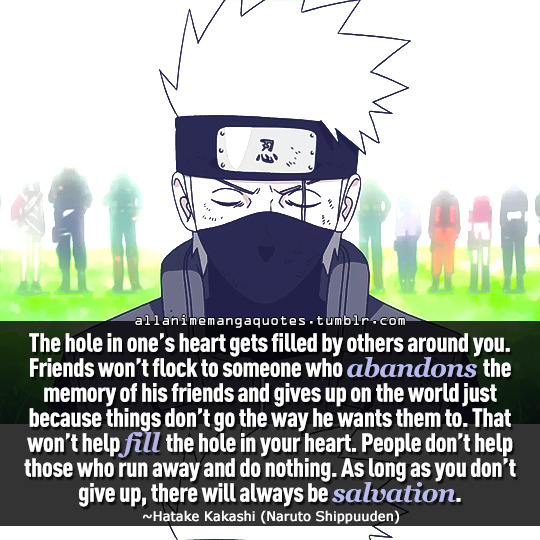 忍
allanimemangaquotes.tumblr.com
The hole in one's heart gets filled by others around you.
Friends won't flock to someone who abandons the
memory of his friends and gives up on the world just
because things don't go the way he wants them to. That
won't help fill the hole in your heart. People don't help
those who run away and do nothing. As long as you don't
give up, there will always be salvation.
~Hatake Kakashi (Naruto Shippuuden)